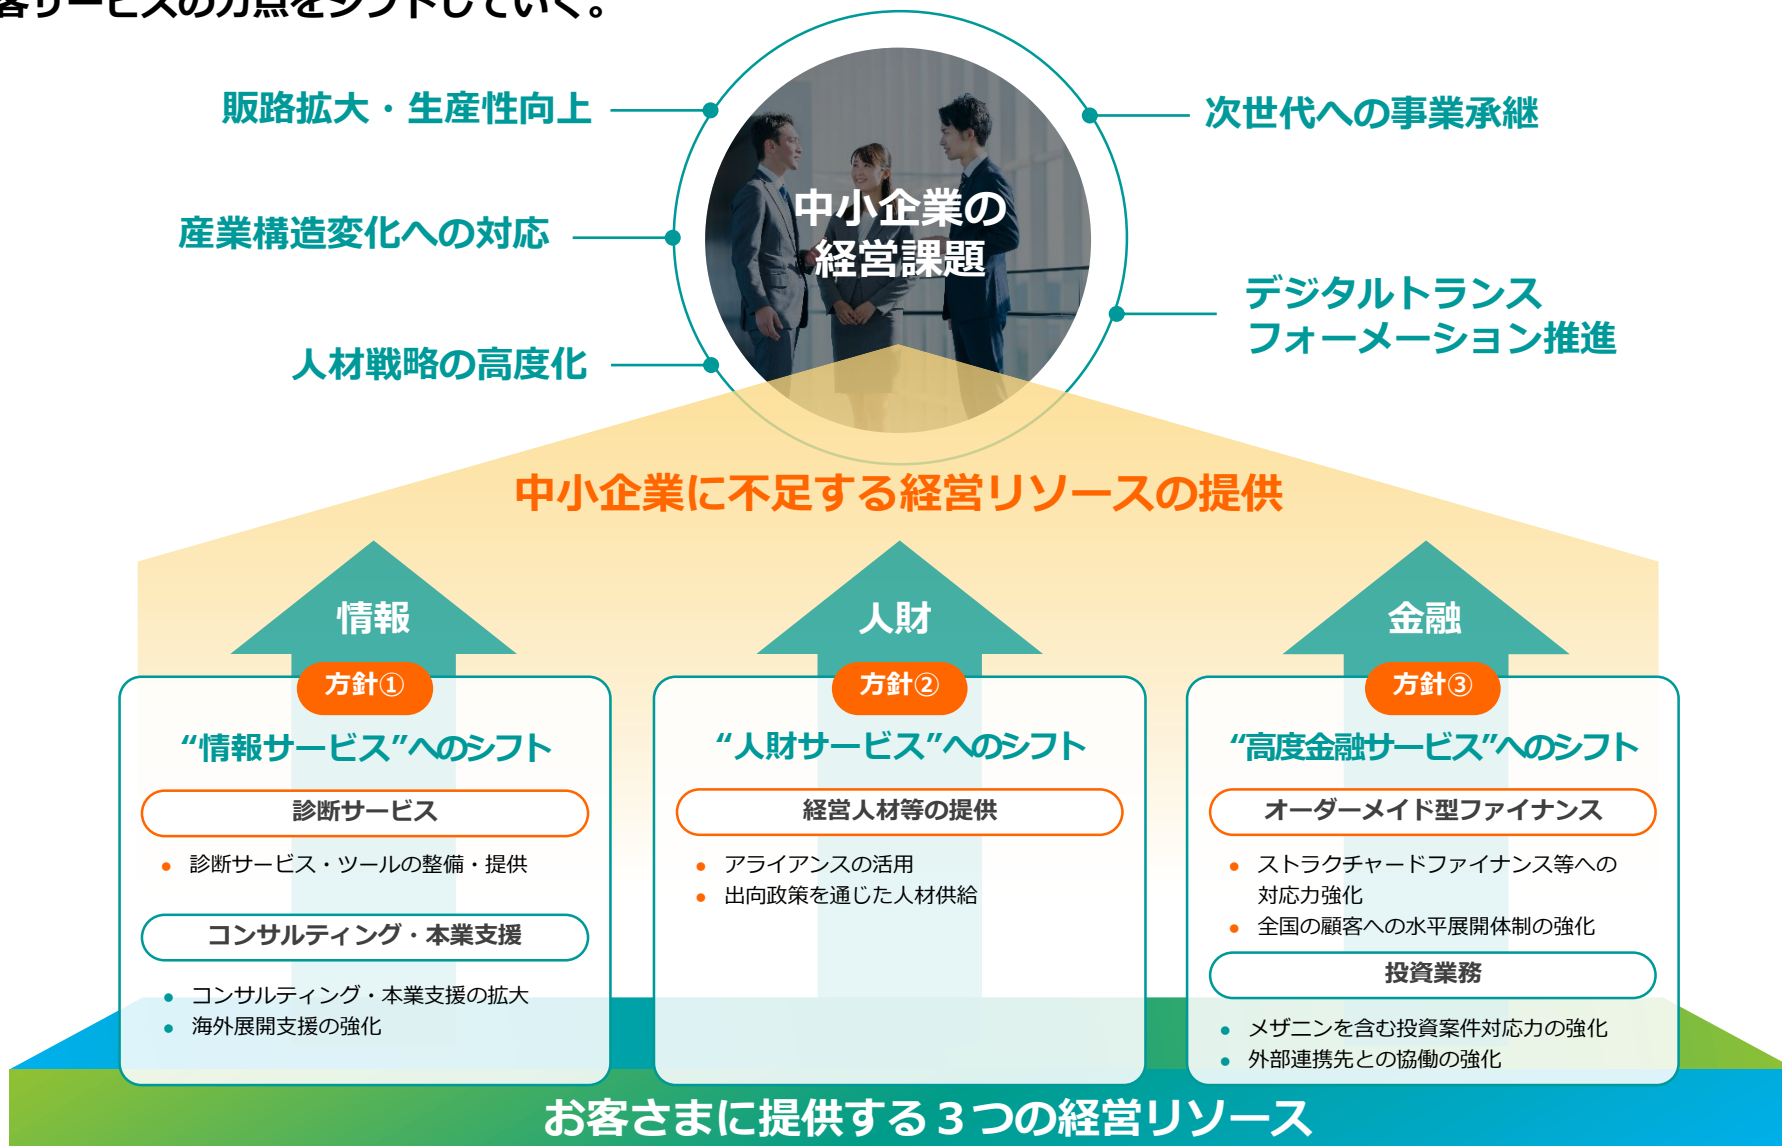 客サービスの力点をシフトしていく。
販路拡大・生産性向上
次世代への事業承継
中小企業の
経営課題
産業構造変化への対応
デジタルトランス
フォーメーション推進
人材戦略の高度化
中小企業に不足する経営リソースの提供
情報
人財
金融
方針①
“情報サービス”へのシフト
診断サービス
● 診断サービス・ツールの整備・提供
コンサルティング・本業支援
● コンサルティング・本業支援の拡大
● 海外展開支援の強化
方針②
“人財サービス”へのシフト
経営人材等の提供
● アライアンスの活用
● 出向政策を通じた人材供給
方針③
“高度金融サービス”へのシフト
オーダーメイド型ファイナンス
● ストラクチャードファイナンス等への
対応力強化
● 全国の顧客への水平展開体制の強化
投資業務
● メザニンを含む投資案件対応力の強化
● 外部連携先との協働の強化
お客さまに提供する３つの経営リソース